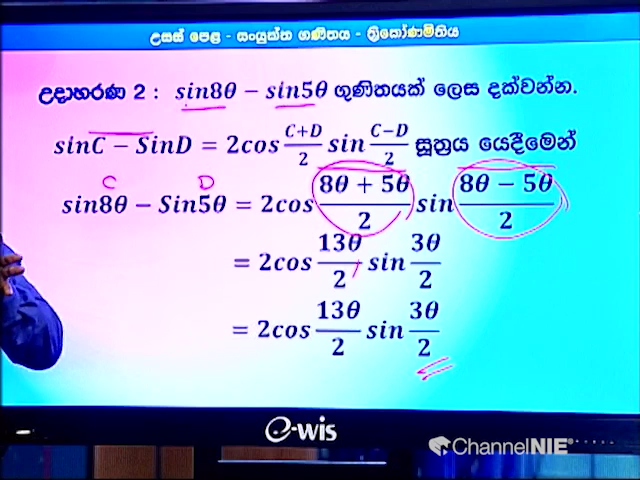 උසස් පෙළ - සංයුක්ත ගණිතය - ත්‍රිකෝණමිතිය
උදාහරණ 2 : sin8θ − sin5θ ගුණිතයක් ලෙස දක්වන්න.
sinC − SinD = 2cos (C+D)/2 sin (C−D)/2 සූත්‍රය යෙදීමෙන්
C D
sin8θ − Sin5θ = 2cos (8θ + 5θ)/2 sin (8θ − 5θ)/2
= 2cos 13θ/2 sin 3θ/2
= 2cos 13θ/2 sin 3θ/2
e-wis
ChannelNIE